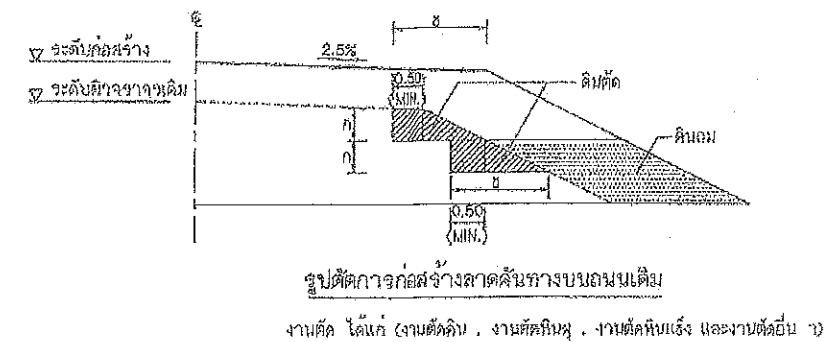 ℄
ข
ระดับก่อสร้าง
2.5%
ระดับผิวจราจรเดิม
0.50
(MIN.)
ดินตัด
ดินถม
ก
ก
ข
0.50
(MIN.)
รูปตัดการก่อสร้างลาดคันทางบนถนนเดิม
งานตัด ได้แก่ (งานตัดดิน , งานตัดหินผุ , งานตัดหินแข็ง และงานตัดอื่น ๆ)